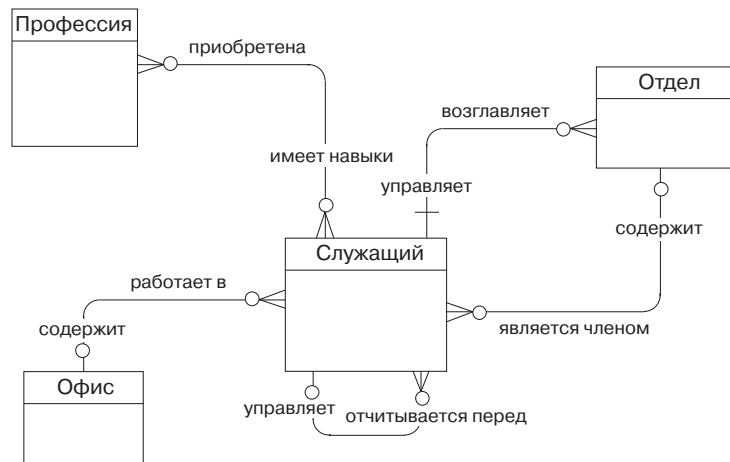 Профессия
приобретена
Отдел
возглавляет
имеет навыки
управляет
содержит
Служащий
работает в
содержит
является членом
Офис
управляет
отчитывается перед